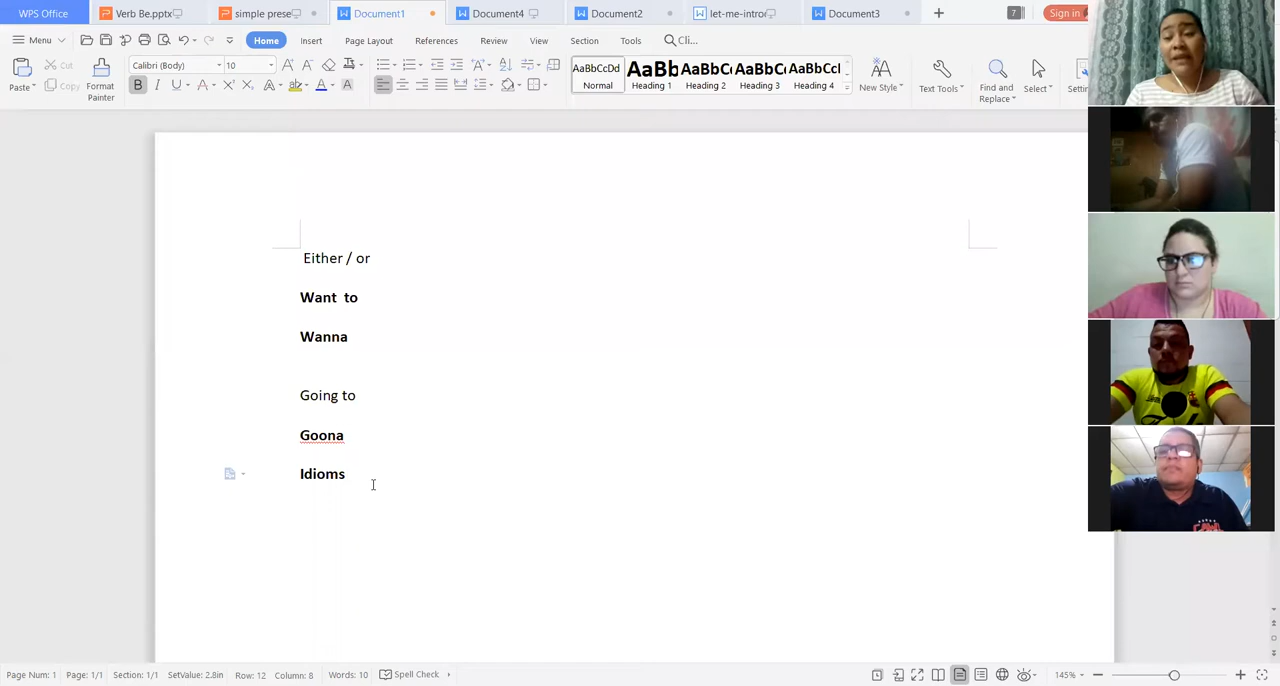 WPS Office Verb Be.pptx simple prese Document1 Document4 Document2 let-me-introd Document3 + 7 Sign in
Menu Home Insert Page Layout References Review View Section Tools Cli...
Paste Cut Copy Format Painter Calibri (Body) 10 AaBbCcDd Normal AaBb Heading 1 AaBbC Heading 2 AaBbC Heading 3 AaBbCcl Heading 4 New Style Text Tools Find and Replace Select Settin
Either / or
Want to
Wanna
Going to
Goona
Idioms
Page Num: 1 Page: 1/1 Section: 1/1 SetValue: 2.8in Row: 12 Column: 8 Words: 10 Spell Check 145%